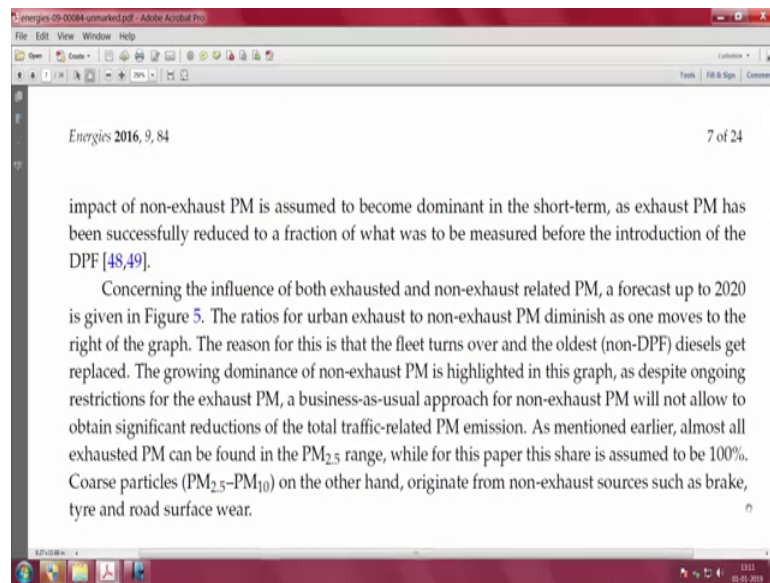 energies-09-00084-unmarked.pdf - Adobe Acrobat Pro
File Edit View Window Help
Open Create Customize
7 / 24 Tools Fill & Sign Comme
Energies 2016, 9, 84 7 of 24
impact of non-exhaust PM is assumed to become dominant in the short-term, as exhaust PM has
been successfully reduced to a fraction of what was to be measured before the introduction of the
DPF [48,49].
Concerning the influence of both exhausted and non-exhaust related PM, a forecast up to 2020
is given in Figure 5. The ratios for urban exhaust to non-exhaust PM diminish as one moves to the
right of the graph. The reason for this is that the fleet turns over and the oldest (non-DPF) diesels get
replaced. The growing dominance of non-exhaust PM is highlighted in this graph, as despite ongoing
restrictions for the exhaust PM, a business-as-usual approach for non-exhaust PM will not allow to
obtain significant reductions of the total traffic-related PM emission. As mentioned earlier, almost all
exhausted PM can be found in the PM2.5 range, while for this paper this share is assumed to be 100%.
Coarse particles (PM2.5–PM10) on the other hand, originate from non-exhaust sources such as brake,
tyre and road surface wear.
13:11
01-01-2019